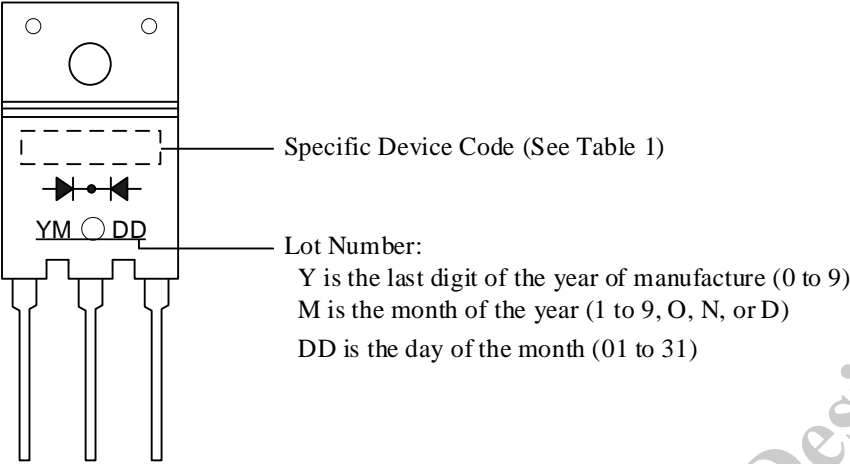 Specific Device Code (See Table 1)
YM DD
Lot Number:
Y is the last digit of the year of manufacture (0 to 9)
M is the month of the year (1 to 9, O, N, or D)
DD is the day of the month (01 to 31)